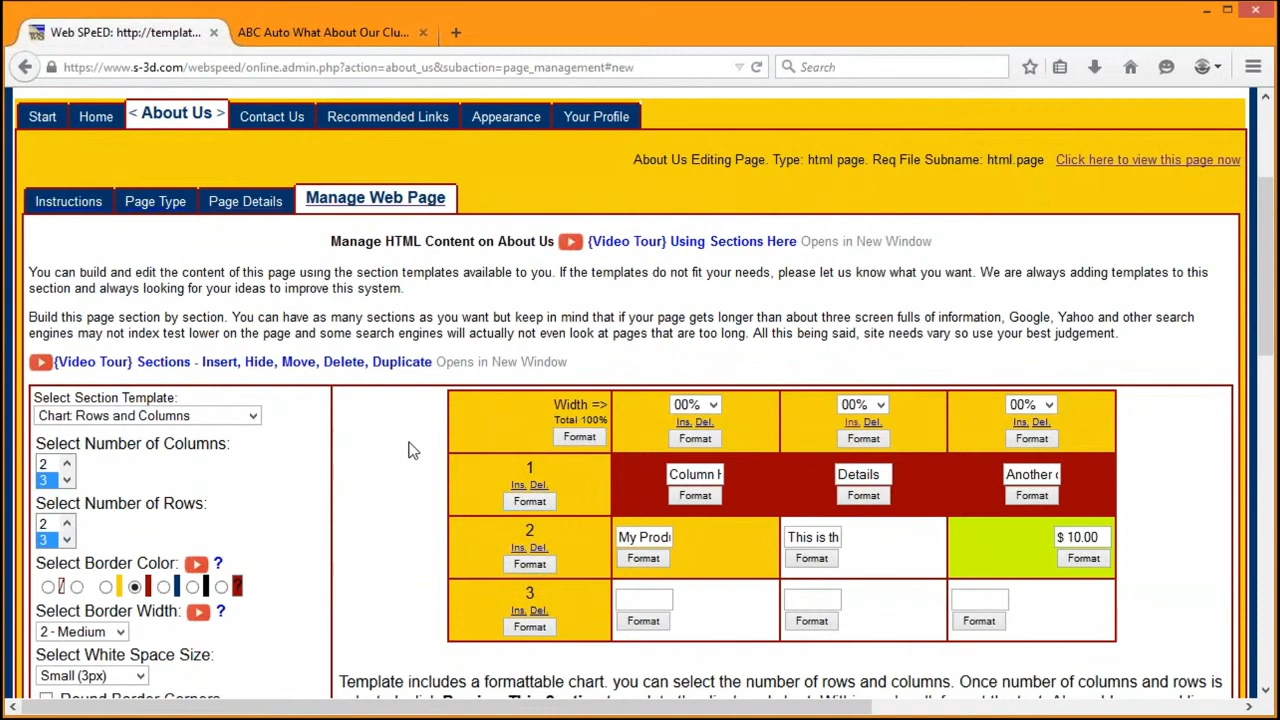 Web SPeED: http://templat...
ABC Auto What About Our Clu...
https://www.s-3d.com/webspeed/online.admin.php?action=about_us&subaction=page_management#new
Search
Start
Home
< About Us >
Contact Us
Recommended Links
Appearance
Your Profile
About Us Editing Page. Type: html page. Req File Subname: html.page
Click here to view this page now
Instructions
Page Type
Page Details
Manage Web Page
Manage HTML Content on About Us {Video Tour} Using Sections Here Opens in New Window
You can build and edit the content of this page using the section templates available to you. If the templates do not fit your needs, please let us know what you want. We are always adding templates to this
section and always looking for your ideas to improve this system.
Build this page section by section. You can have as many sections as you want but keep in mind that if your page gets longer than about three screen fulls of information, Google, Yahoo and other search
engines may not index test lower on the page and some search engines will actually not even look at pages that are too long. All this being said, site needs vary so use your best judgement.
{Video Tour} Sections - Insert, Hide, Move, Delete, Duplicate Opens in New Window
Select Section Template:
Chart: Rows and Columns
Select Number of Columns:
2
3
Select Number of Rows:
2
3
Select Border Color: ?
?
Select Border Width: ?
2 - Medium
Select White Space Size:
Small (3px)
Round Border Corners
Width =>
Total 100%
Format
00%
Ins. Del.
Format
00%
Ins. Del.
Format
00%
Ins. Del.
Format
1
Ins. Del.
Format
Column H
Format
Details
Format
Another c
Format
2
Ins. Del.
Format
My Produ
Format
This is th
Format
$ 10.00
Format
3
Ins. Del.
Format
Format
Format
Format
Template includes a formattable chart. you can select the number of rows and columns. Once number of columns and rows is